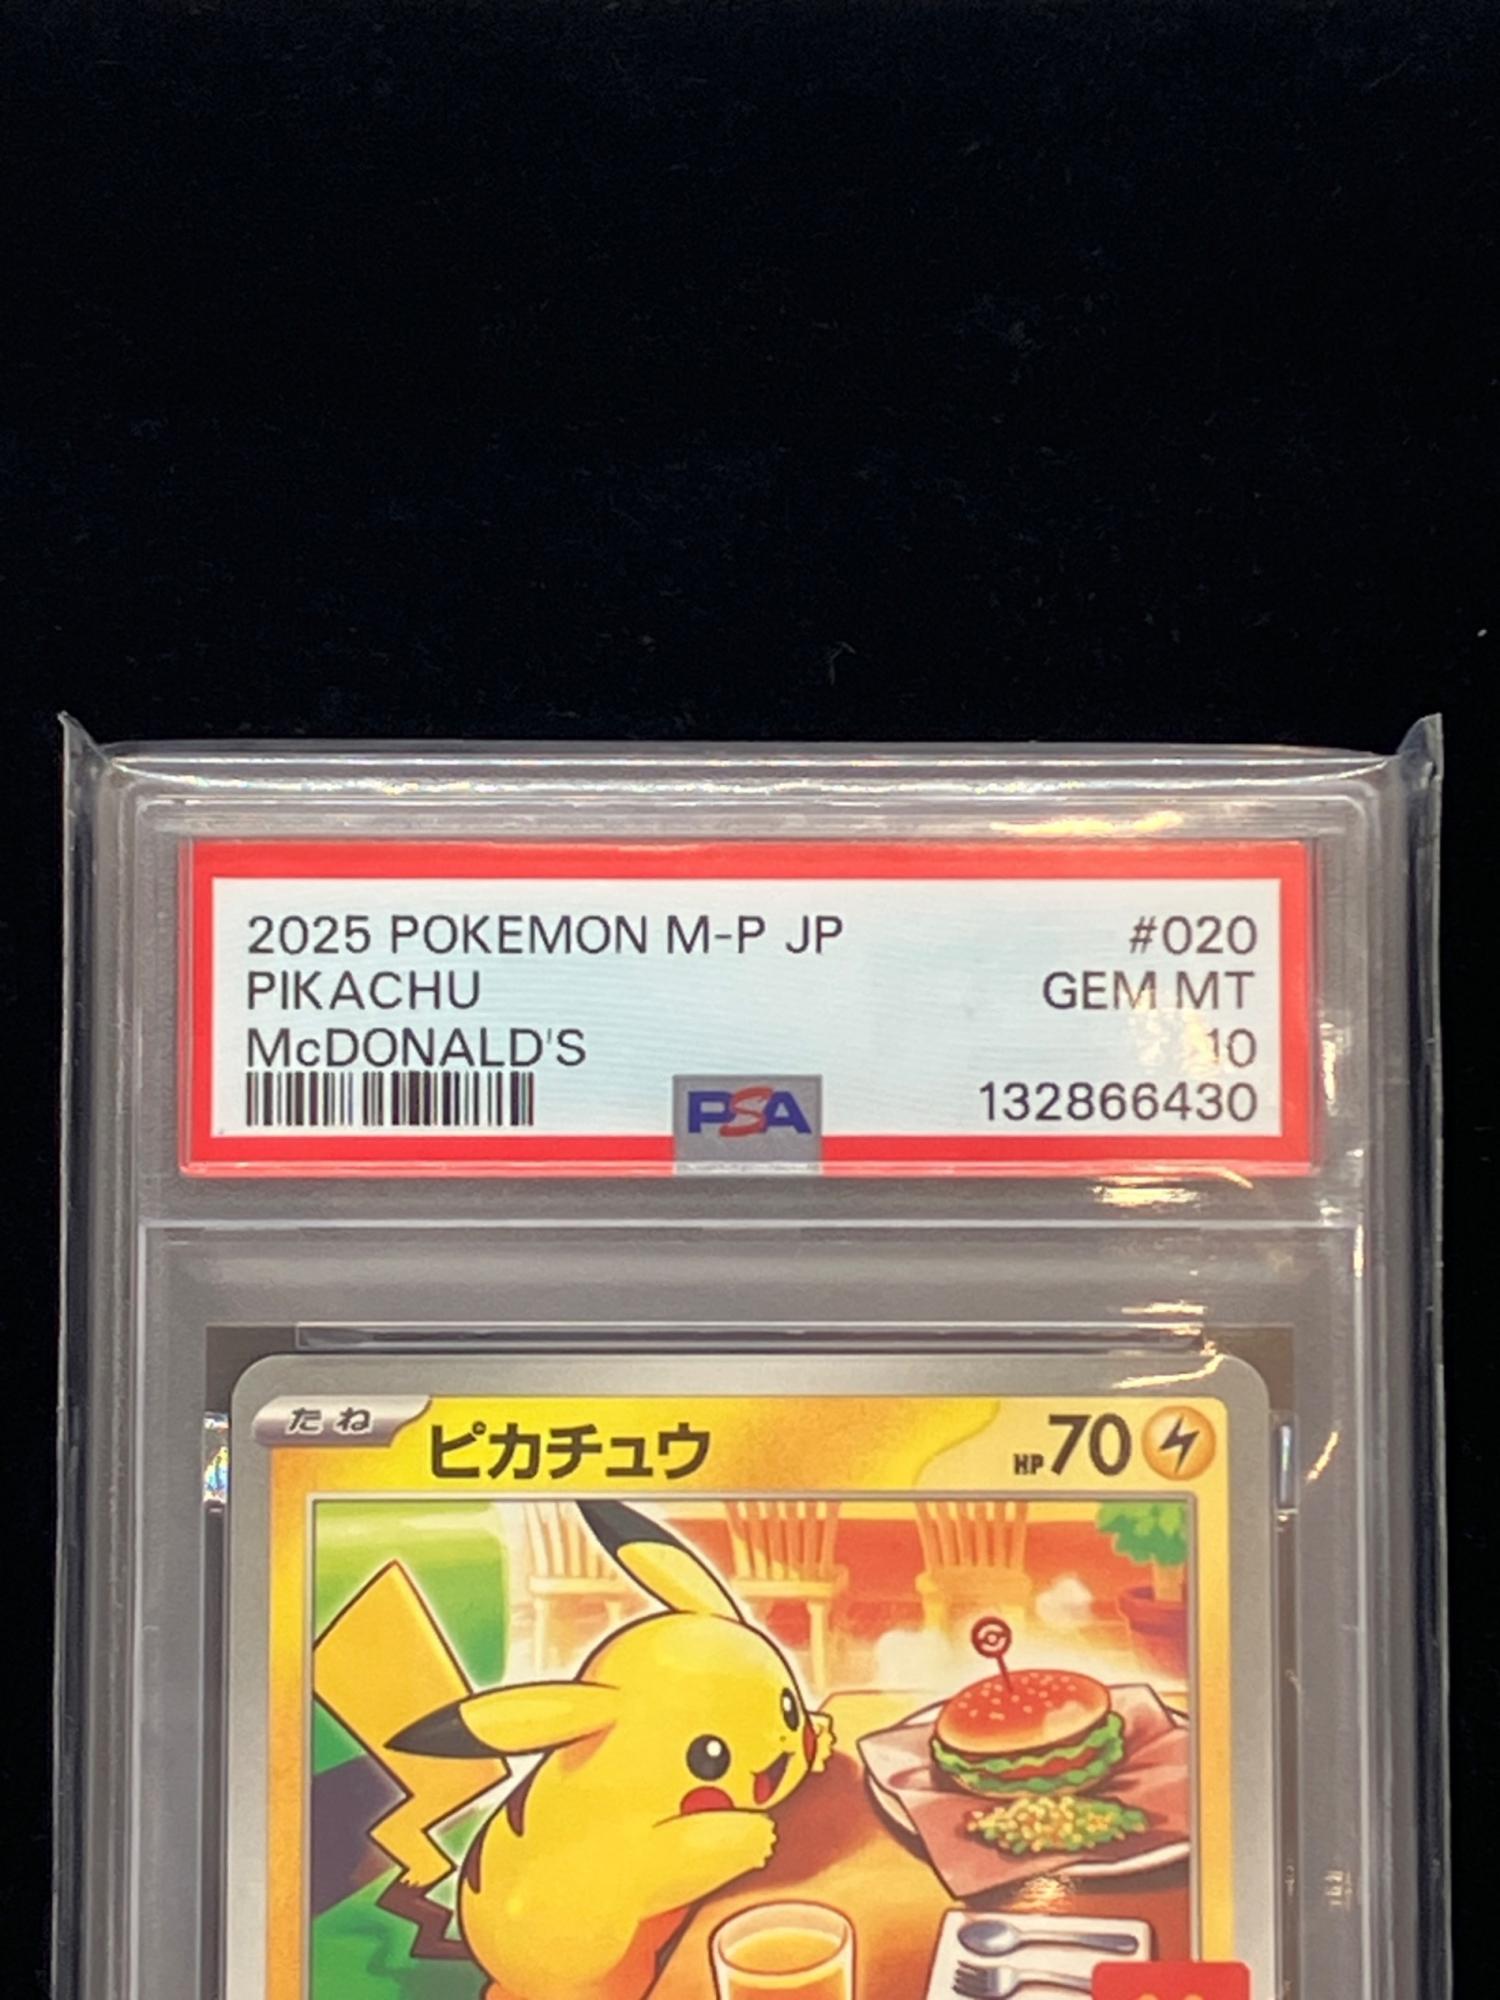 2025 POKEMON M-P JP #020
PIKACHU GEM MT
McDONALD'S 10
PSA 132866430
たね ピカチュウ HP70